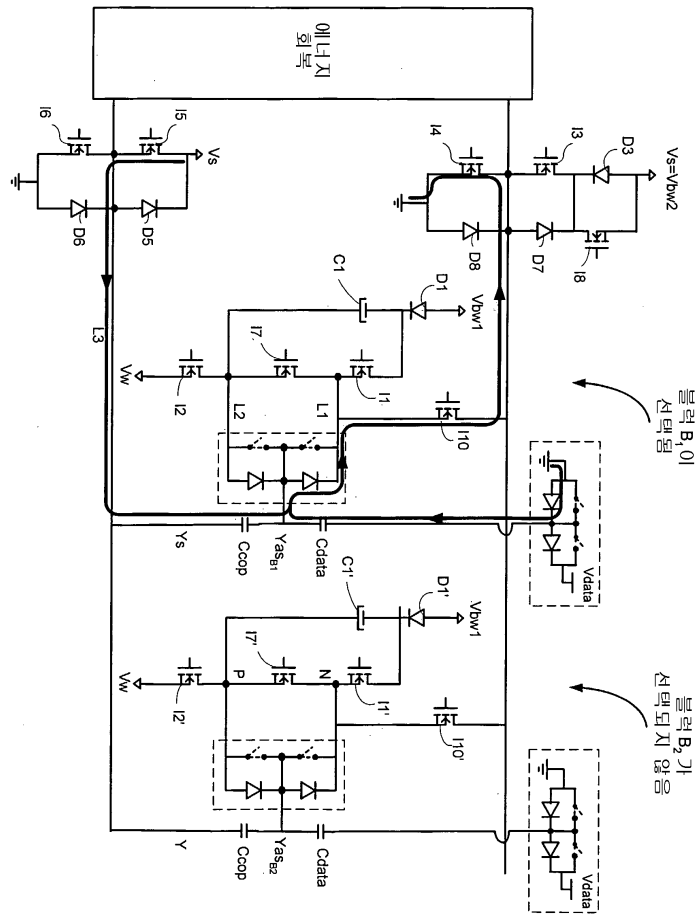 블럭 B₁이
선택됨
블럭 B₂가
선택되지 않음
Vs=Vbw2
D3
I3
I8
Vdata
Vdata
D7
D8
I4
I10
I10'
Vbw1
D1
I1
C1
I7
L1
L2
I2
Vw
Cdata
Yas_B1
Ccop
Ys
Vbw1
D1'
I1'
C1'
I7'
N
P
I2'
Vw
Cdata
Yas_B2
Ccop
Y
에너지
회복
Vs
I5
I6
D5
D6
L3